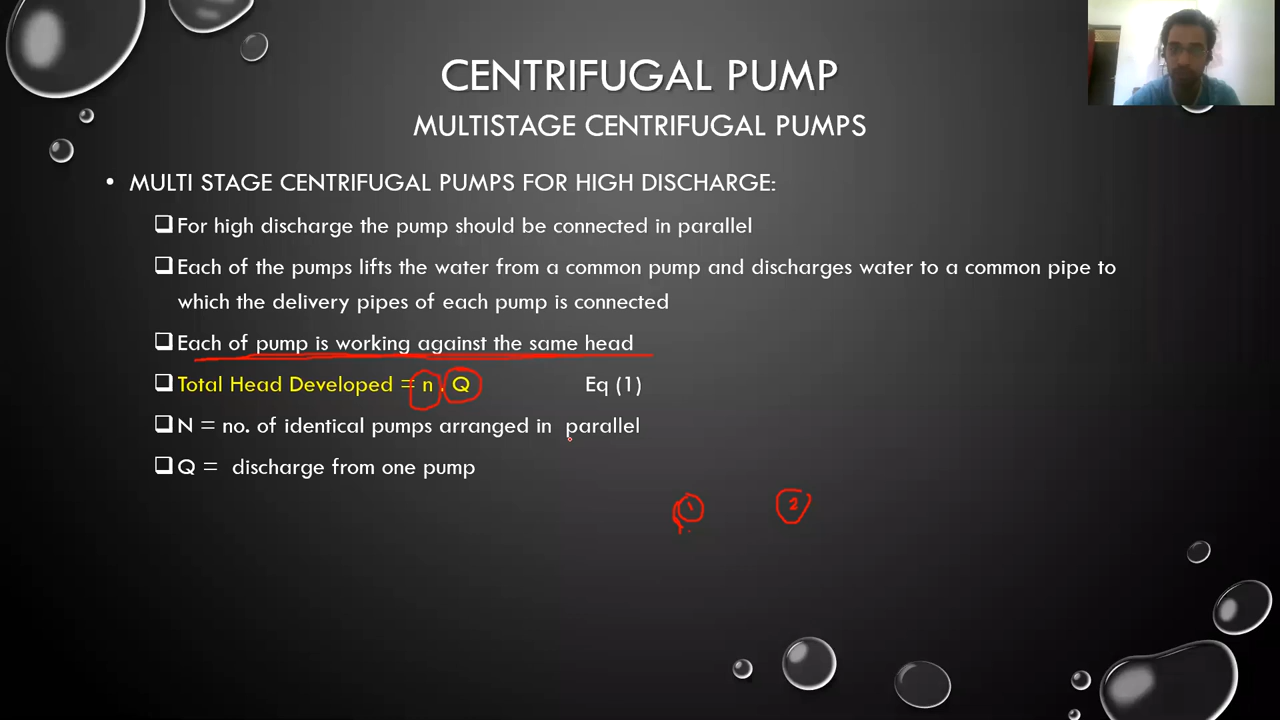 CENTRIFUGAL PUMP
MULTISTAGE CENTRIFUGAL PUMPS
• MULTI STAGE CENTRIFUGAL PUMPS FOR HIGH DISCHARGE:
❑ For high discharge the pump should be connected in parallel
❑ Each of the pumps lifts the water from a common pump and discharges water to a common pipe to
which the delivery pipes of each pump is connected
❑ Each of pump is working against the same head
❑ Total Head Developed = n . Q Eq (1)
❑ N = no. of identical pumps arranged in parallel
❑ Q = discharge from one pump
1 2